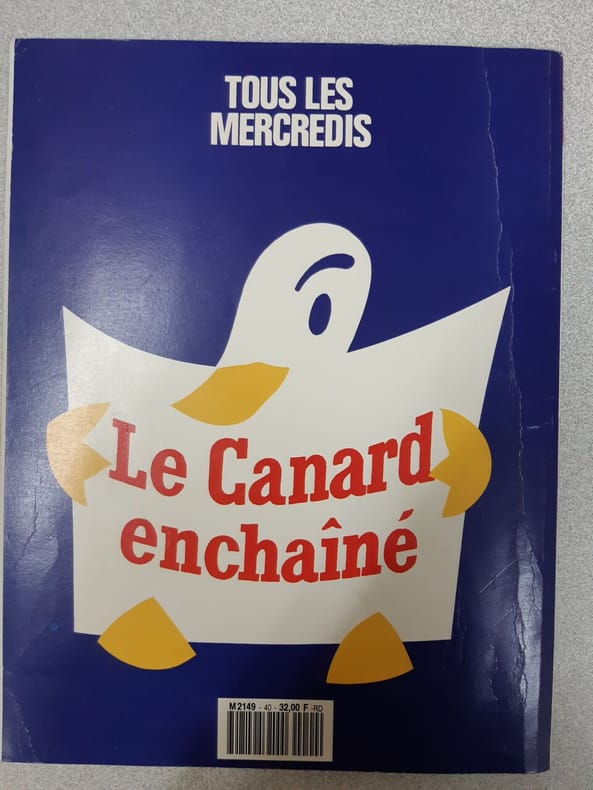 TOUS LES
MERCREDIS
Le Canard
enchaîné
M 2149 - 40 - 32,00 F -RD